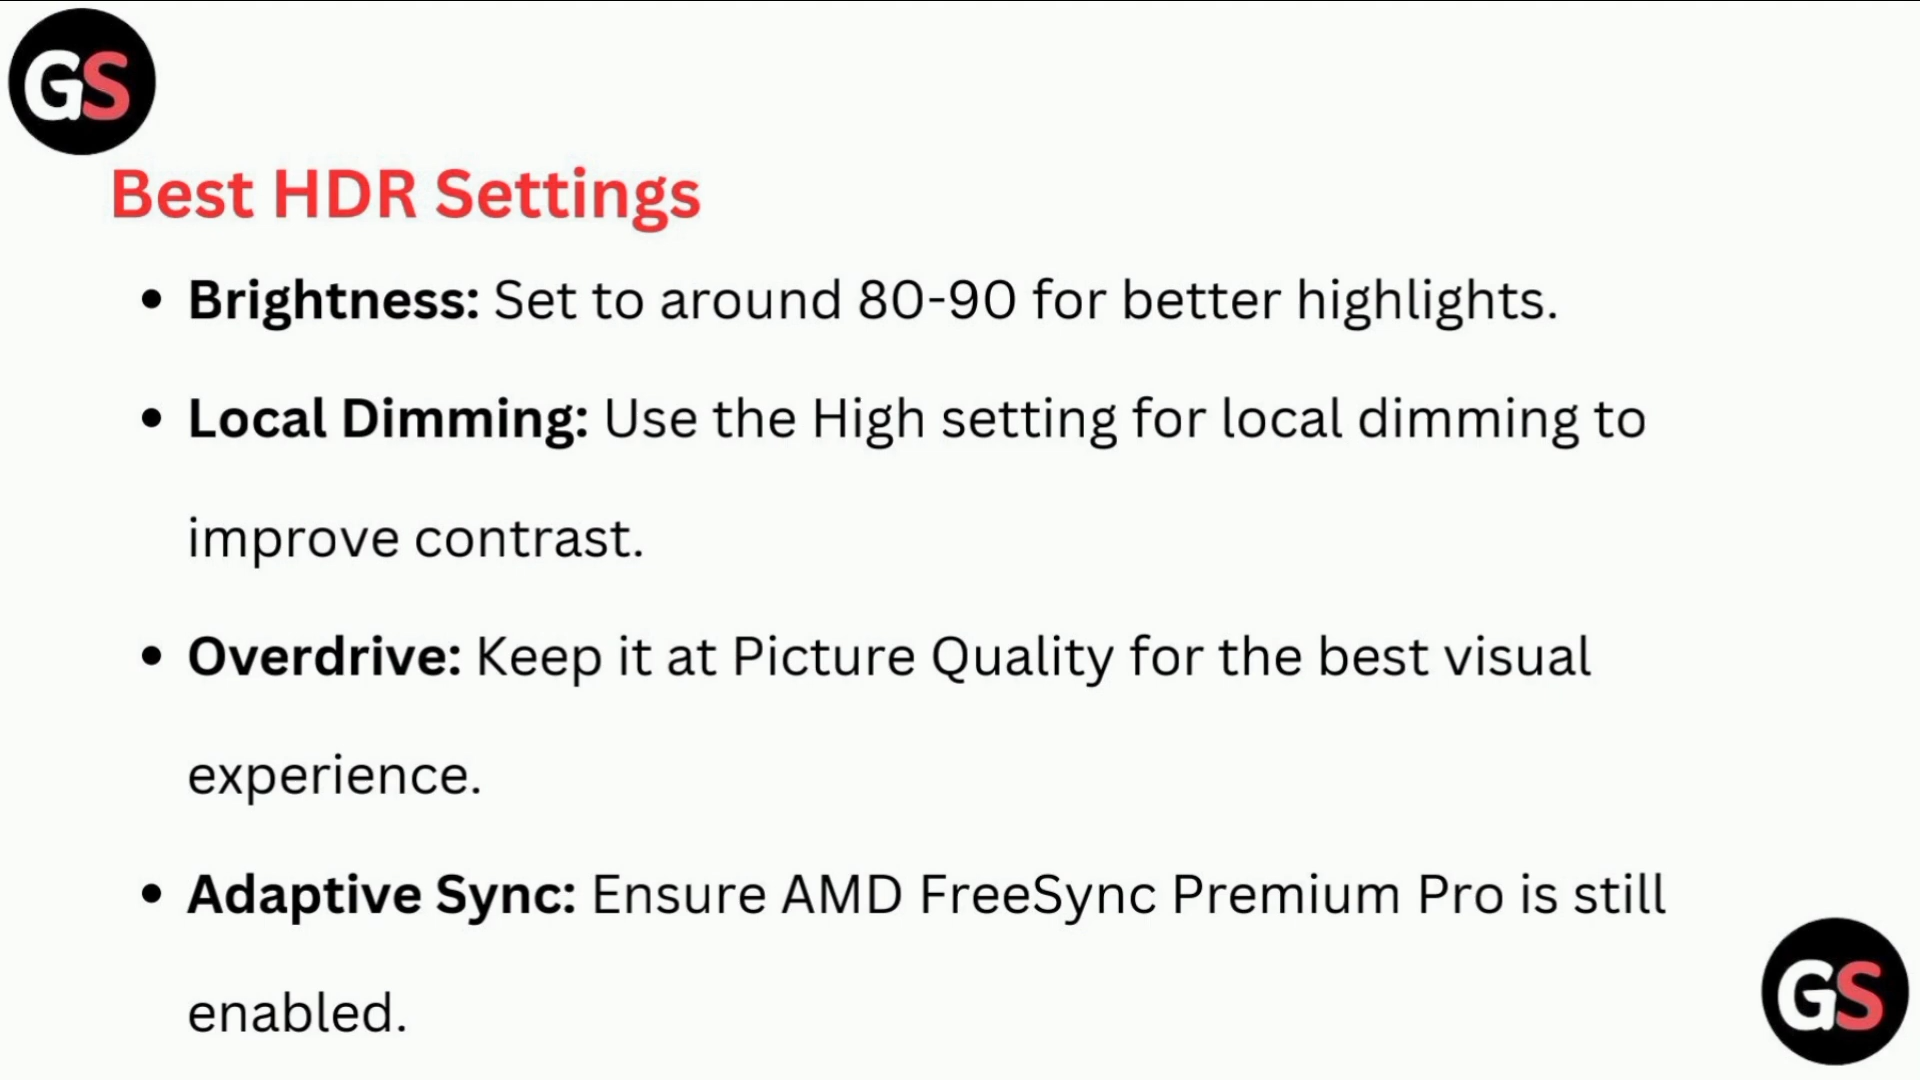 GS
Best HDR Settings
• Brightness: Set to around 80-90 for better highlights.
• Local Dimming: Use the High setting for local dimming to
improve contrast.
• Overdrive: Keep it at Picture Quality for the best visual
experience.
• Adaptive Sync: Ensure AMD FreeSync Premium Pro is still
enabled.
GS